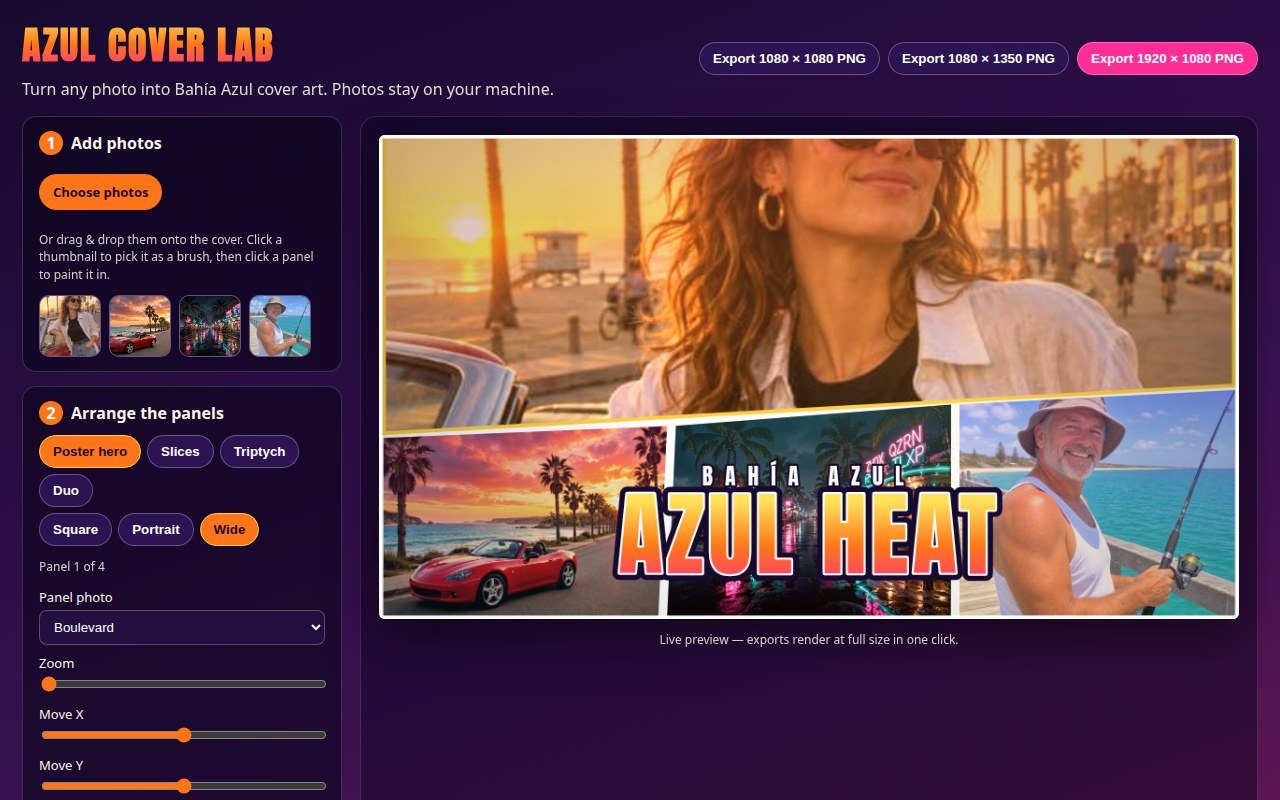 AZUL COVER LAB
Turn any photo into Bahía Azul cover art. Photos stay on your machine.
Export 1080 × 1080 PNG
Export 1080 × 1350 PNG
Export 1920 × 1080 PNG
1 Add photos
Choose photos
Or drag & drop them onto the cover. Click a
thumbnail to pick it as a brush, then click a panel
to paint it in.
2 Arrange the panels
Poster hero
Slices
Triptych
Duo
Square
Portrait
Wide
Panel 1 of 4
Panel photo
Boulevard
Zoom
Move X
Move Y
QZRN
BAHÍA AZUL
AZUL HEAT
Live preview — exports render at full size in one click.